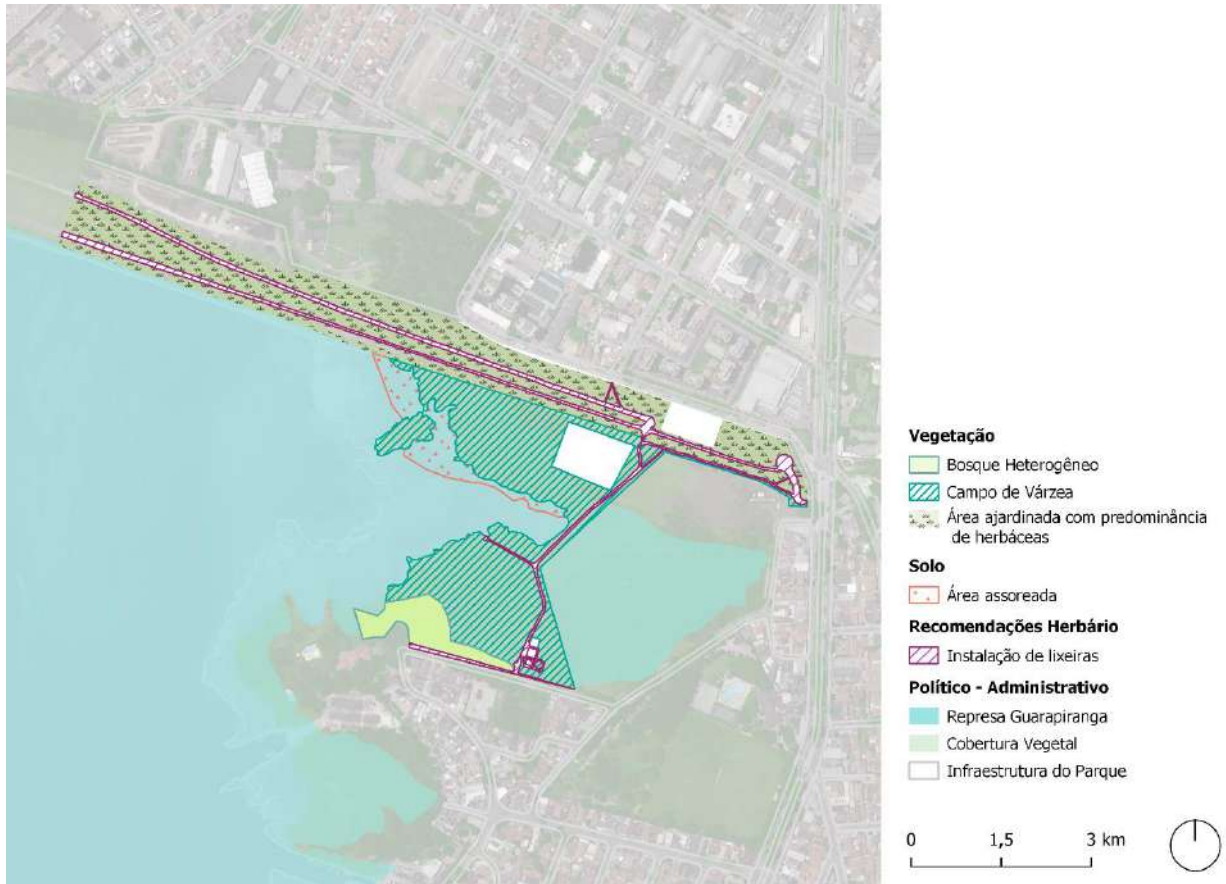 Vegetação
Bosque Heterogêneo
Campo de Várzea
Área ajardinada com predominância
de herbáceas
Solo
Área assoreada
Recomendações Herbário
Instalação de lixeiras
Político - Administrativo
Represa Guarapiranga
Cobertura Vegetal
Infraestrutura do Parque
0 1,5 3 km